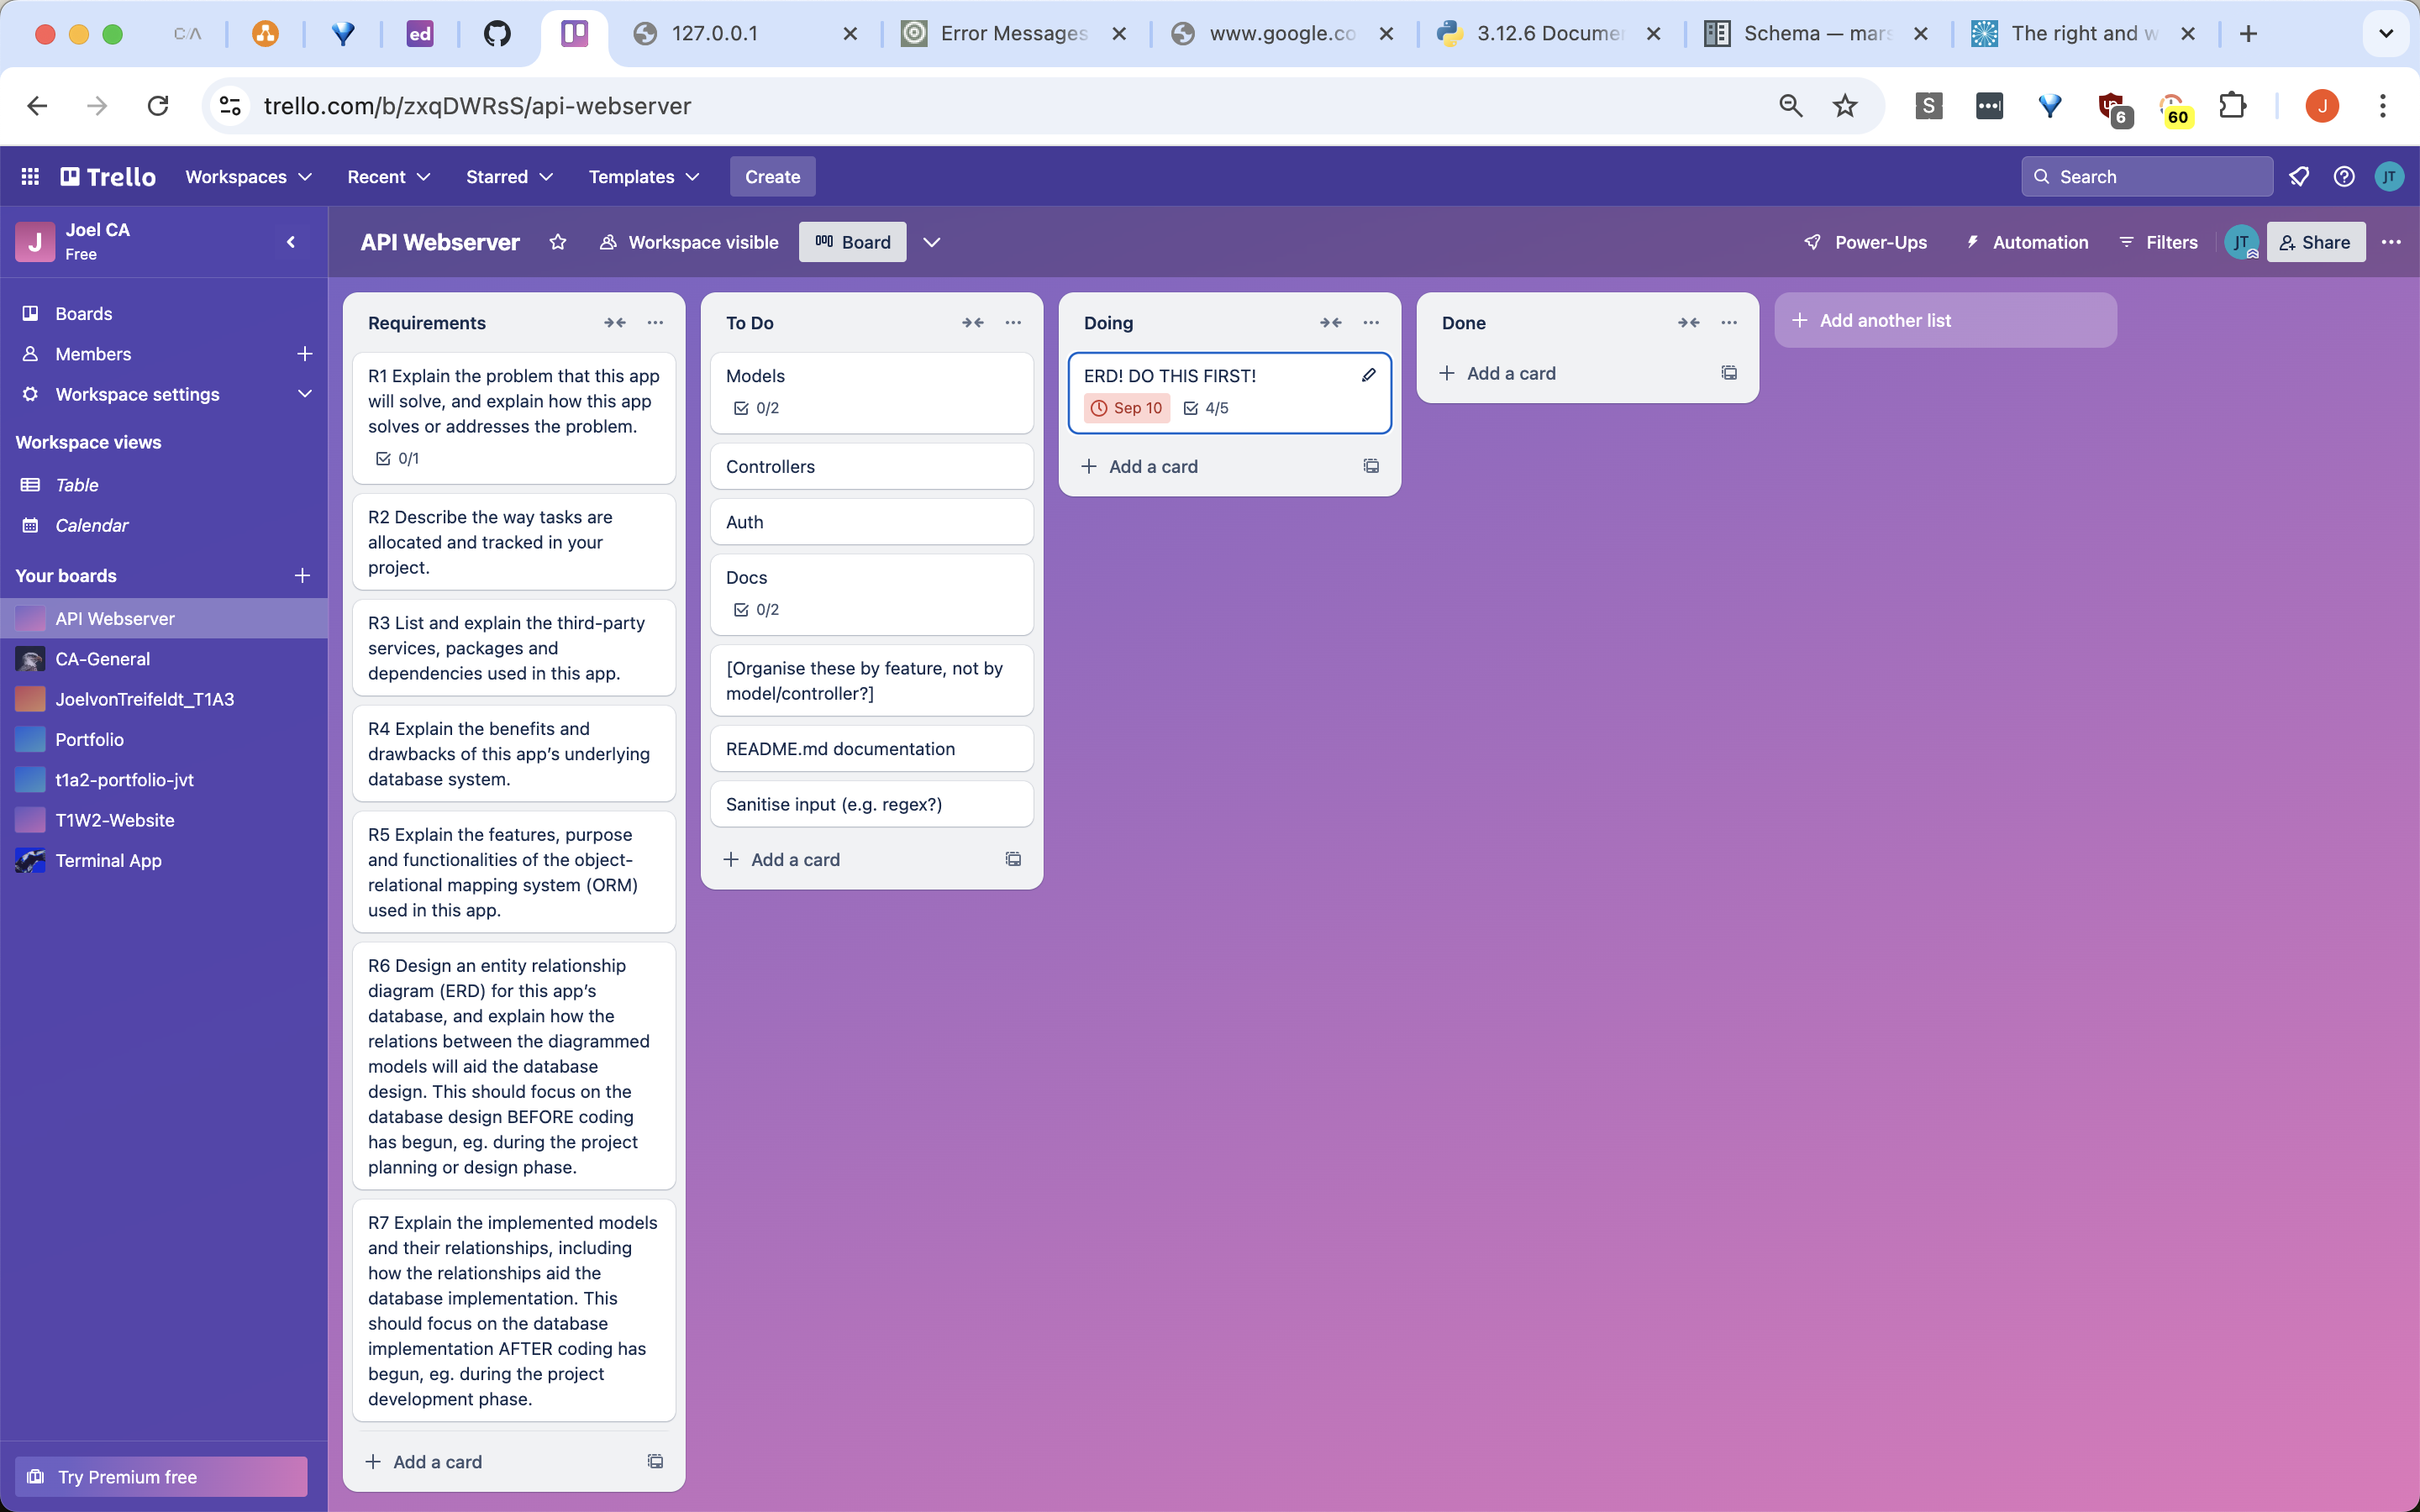 C/A
ed
127.0.0.1
Error Messages
www.google.co
3.12.6 Documen
Schema — mars
The right and w
trello.com/b/zxqDWRsS/api-webserver
S
6
60
J
Trello
Workspaces
Recent
Starred
Templates
Create
Search
JT
J
Joel CA
Free
API Webserver
Workspace visible
Board
Power-Ups
Automation
Filters
JT
Share
Boards
Members
Workspace settings
Workspace views
Table
Calendar
Your boards
API Webserver
CA-General
JoelvonTreifeldt_T1A3
Portfolio
t1a2-portfolio-jvt
T1W2-Website
Terminal App
Try Premium free
Requirements
R1 Explain the problem that this app
will solve, and explain how this app
solves or addresses the problem.
0/1
R2 Describe the way tasks are
allocated and tracked in your
project.
R3 List and explain the third-party
services, packages and
dependencies used in this app.
R4 Explain the benefits and
drawbacks of this app’s underlying
database system.
R5 Explain the features, purpose
and functionalities of the object-
relational mapping system (ORM)
used in this app.
R6 Design an entity relationship
diagram (ERD) for this app’s
database, and explain how the
relations between the diagrammed
models will aid the database
design. This should focus on the
database design BEFORE coding
has begun, eg. during the project
planning or design phase.
R7 Explain the implemented models
and their relationships, including
how the relationships aid the
database implementation. This
should focus on the database
implementation AFTER coding has
begun, eg. during the project
development phase.
Add a card
To Do
Models
0/2
Controllers
Auth
Docs
0/2
[Organise these by feature, not by
model/controller?]
README.md documentation
Sanitise input (e.g. regex?)
Add a card
Doing
ERD! DO THIS FIRST!
Sep 10
4/5
Add a card
Done
Add a card
Add another list